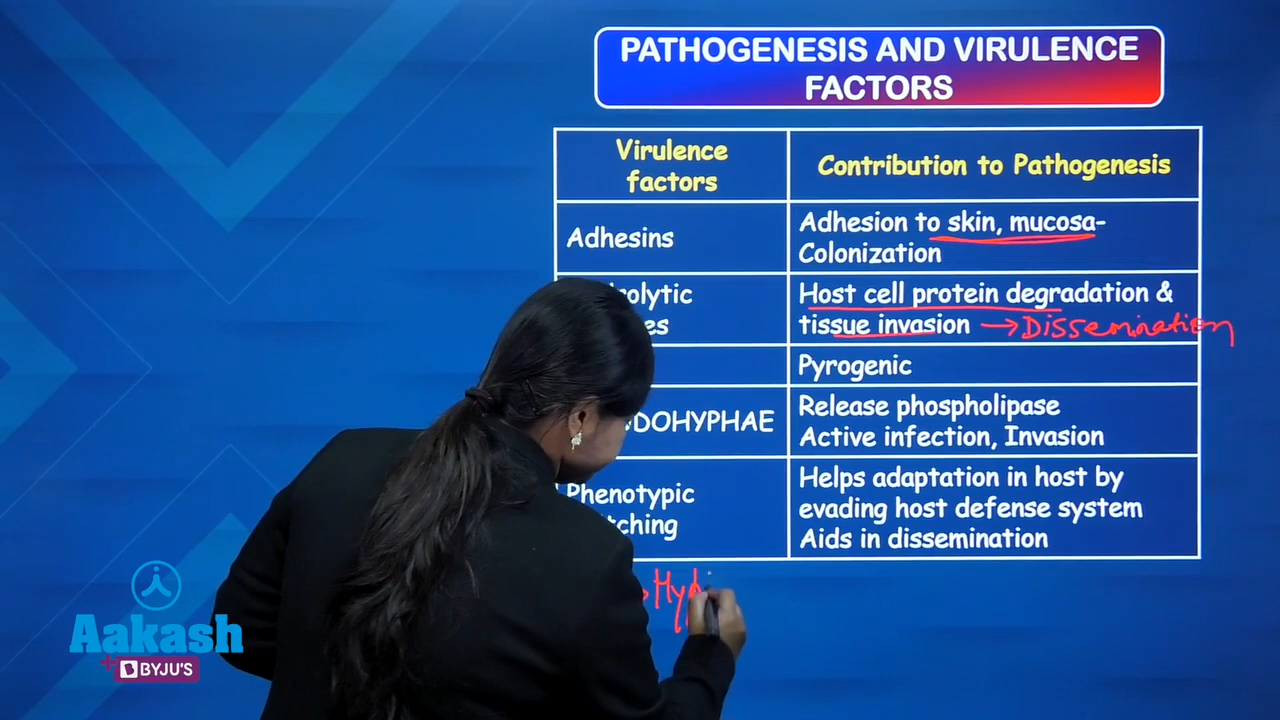 PATHOGENESIS AND VIRULENCE
FACTORS
Virulence
factors
Contribution to Pathogenesis
Adhesins
Adhesion to skin, mucosa-
Colonization
Host cell protein degradation &
tissue invasion → Dissemination
Pyrogenic
Release phospholipase
Active infection, Invasion
Phenotypic
Helps adaptation in host by
evading host defense system
Aids in dissemination
Aakash
+ BYJU'S